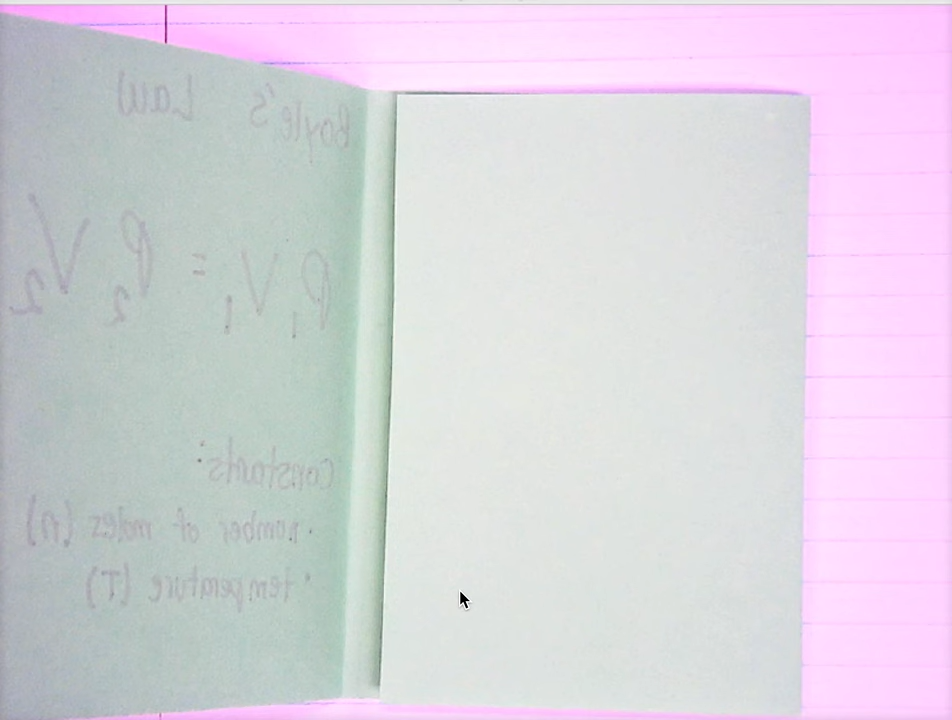 Boyle's Law
P₁V₁ = P₂V₂
Constants:
· number of moles (n)
· temperature (T)